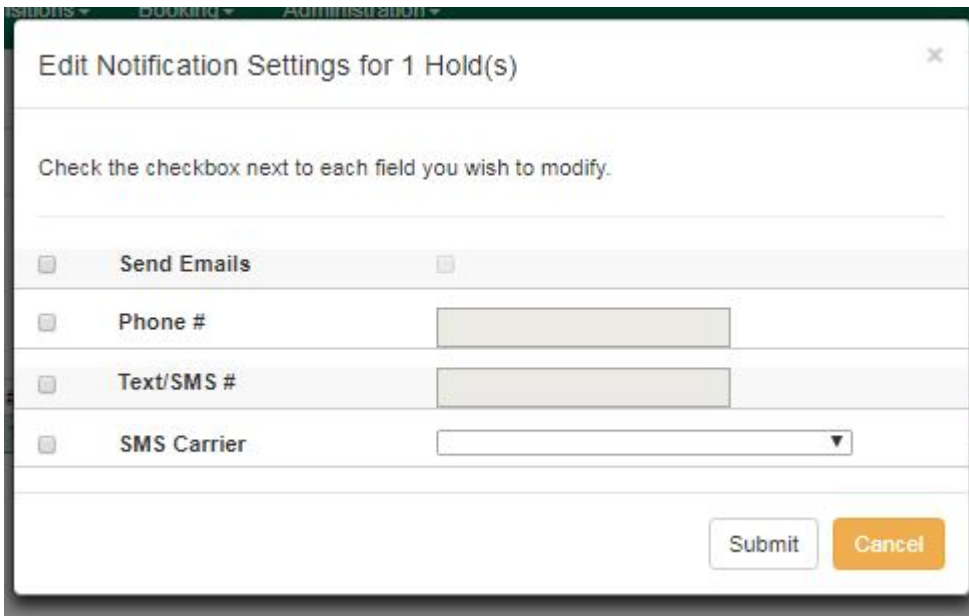 Booking Administration
Edit Notification Settings for 1 Hold(s)
×
Check the checkbox next to each field you wish to modify.
Send Emails
Phone #
Text/SMS #
SMS Carrier
Submit Cancel